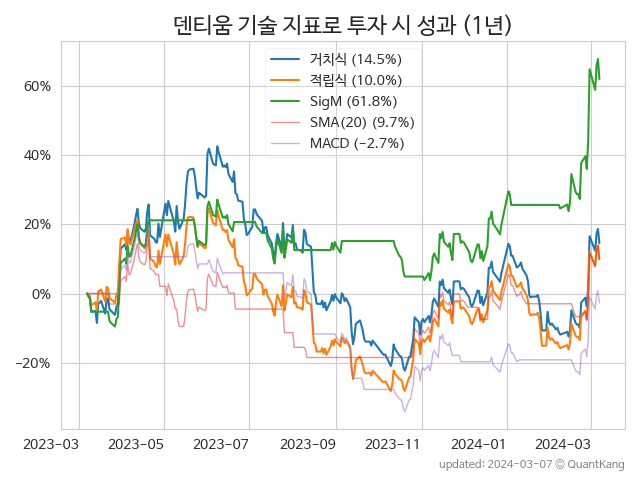 덴티움 기술 지표로 투자 시 성과 (1년)
거치식 (14.5%)
적립식 (10.0%)
SigM (61.8%)
SMA(20) (9.7%)
MACD (−2.7%)
60%
40%
20%
0%
−20%
2023−03 2023−05 2023−07 2023−09 2023−11 2024−01 2024−03
updated: 2024−03−07 © QuantKang